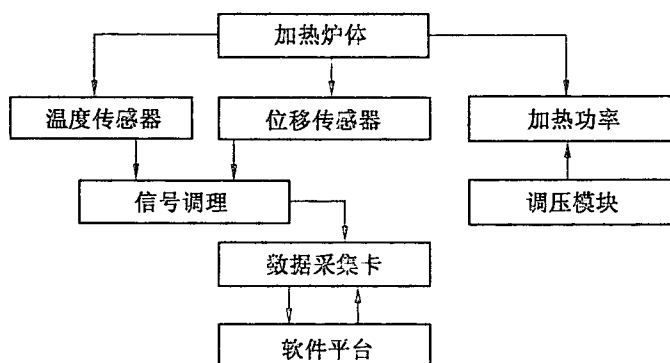 加热炉体
温度传感器
位移传感器
加热功率
信号调理
调压模块
数据采集卡
软件平台